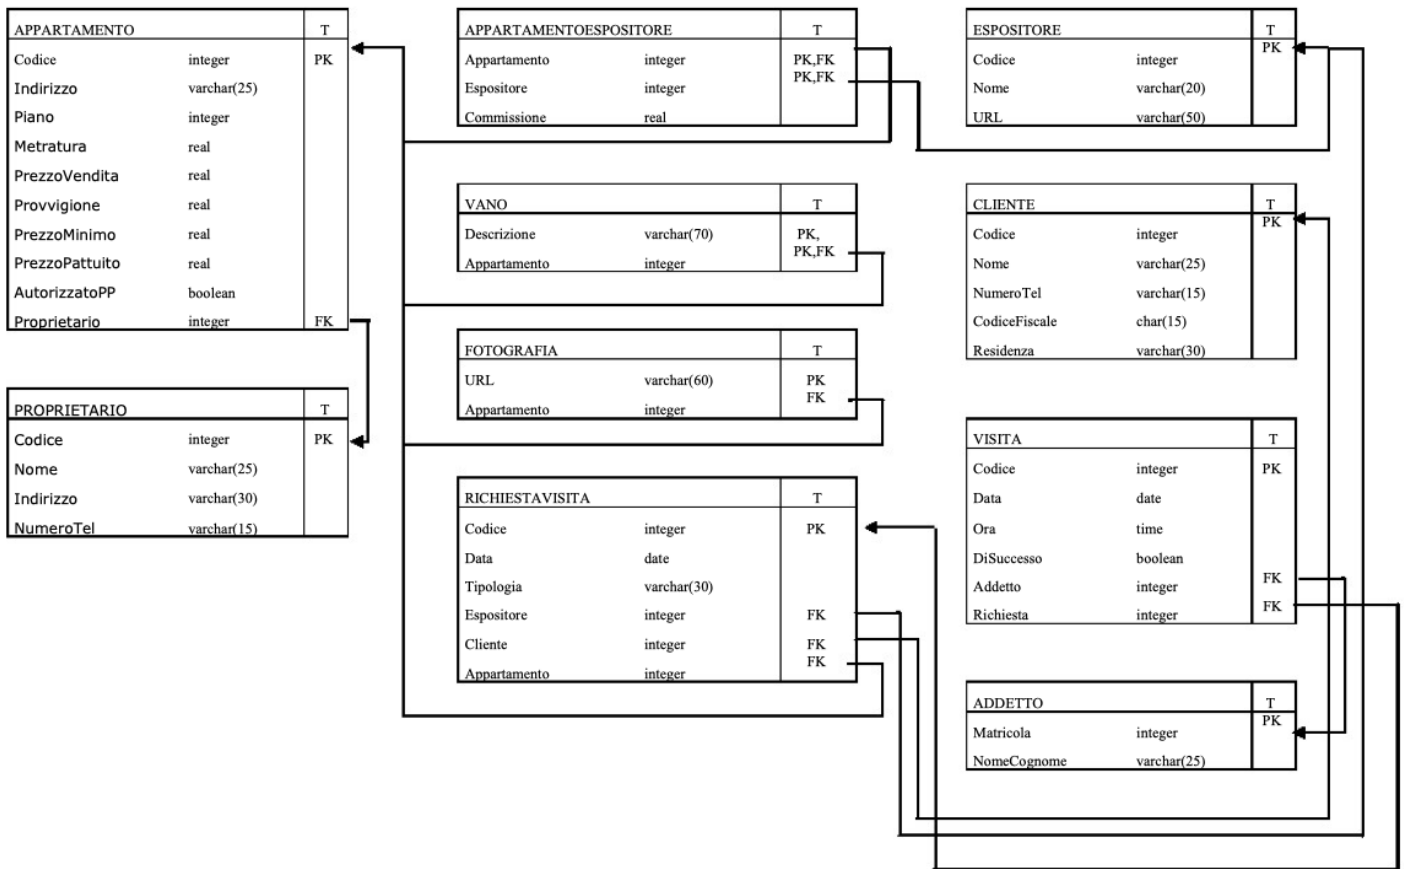 APPARTAMENTO T
Codice integer PK
Indirizzo varchar(25)
Piano integer
Metratura real
PrezzoVendita real
Provvigione real
PrezzoMinimo real
PrezzoPattuito real
AutorizzatoPP boolean
Proprietario integer FK
PROPRIETARIO T
Codice integer PK
Nome varchar(25)
Indirizzo varchar(30)
NumeroTel varchar(15)
APPARTAMENTOESPOSITORE T
Appartamento integer PK,FK
Espositore integer PK,FK
Commissione real
VANO T
Descrizione varchar(70) PK,
Appartamento integer PK,FK
FOTOGRAFIA T
URL varchar(60) PK
Appartamento integer FK
RICHIESTAVISITA T
Codice integer PK
Data date
Tipologia varchar(30)
Espositore integer FK
Cliente integer FK
Appartamento integer FK
ESPOSITORE T
Codice integer PK
Nome varchar(20)
URL varchar(50)
CLIENTE T
Codice integer PK
Nome varchar(25)
NumeroTel varchar(15)
CodiceFiscale char(15)
Residenza varchar(30)
VISITA T
Codice integer PK
Data date
Ora time
DiSuccesso boolean
Addetto integer FK
Richiesta integer FK
ADDETTO T
Matricola integer PK
NomeCognome varchar(25)